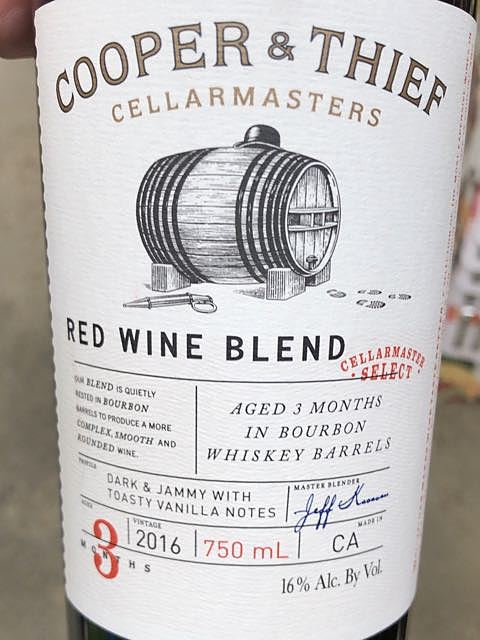 COOPER & THIEF
CELLARMASTERS
RED WINE BLEND
CELLARMASTER
• SELECT •
OUR BLEND IS QUIETLY
RESTED IN BOURBON
BARRELS TO PRODUCE A MORE
COMPLEX, SMOOTH AND
ROUNDED WINE.
AGED 3 MONTHS
IN BOURBON
WHISKEY BARRELS
PROFILE
DARK & JAMMY WITH
TOASTY VANILLA NOTES
MASTER BLENDER
Jeff
AGED
3
MONTHS
VINTAGE
2016
750 mL
MADE IN
CA
16% Alc. By Vol.